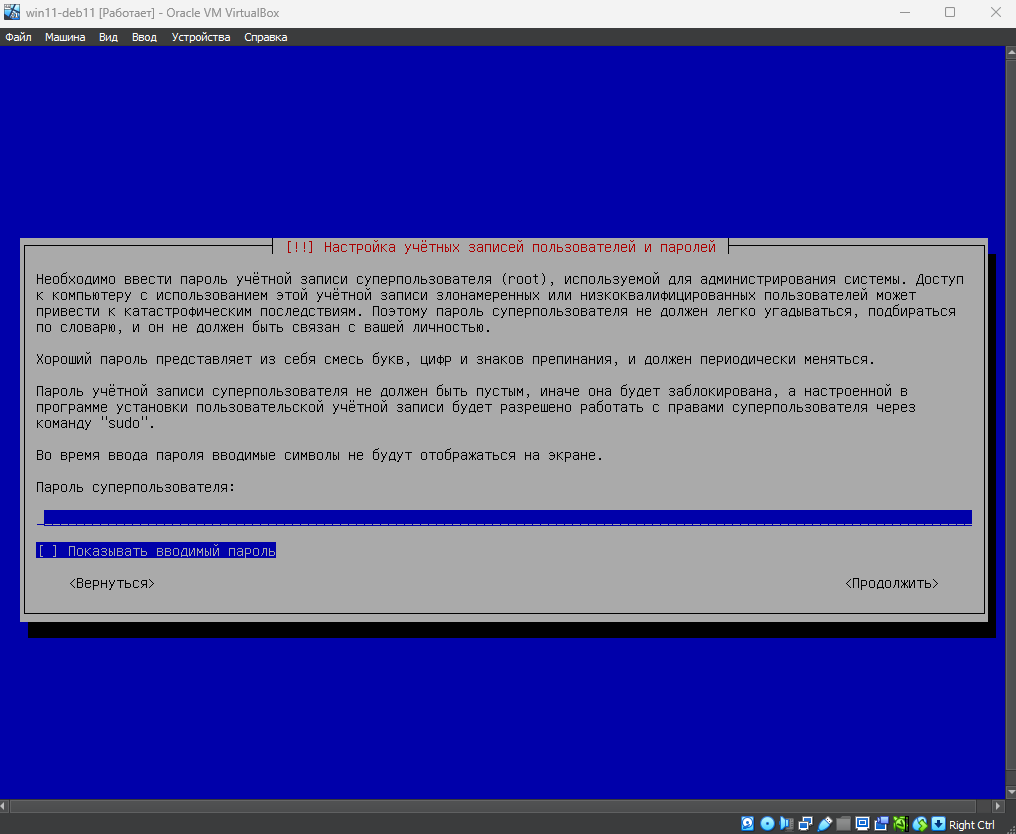 win11-deb11 [Работает] - Oracle VM VirtualBox
Файл Машина Вид Ввод Устройства Справка
[!!] Настройка учётных записей пользователей и паролей
Необходимо ввести пароль учётной записи суперпользователя (root), используемой для администрирования системы. Доступ
к компьютеру с использованием этой учётной записи злонамеренных или низкоквалифицированных пользователей может
привести к катастрофическим последствиям. Поэтому пароль суперпользователя не должен легко угадываться, подбираться
по словарю, и он не должен быть связан с вашей личностью.
Хороший пароль представляет из себя смесь букв, цифр и знаков препинания, и должен периодически меняться.
Пароль учётной записи суперпользователя не должен быть пустым, иначе она будет заблокирована, а настроенной в
программе установки пользовательской учётной записи будет разрешено работать с правами суперпользователя через
команду "sudo".
Во время ввода пароля вводимые символы не будут отображаться на экране.
Пароль суперпользователя:
[ ] Показывать вводимый пароль
<Вернуться> <Продолжить>
Right Ctrl